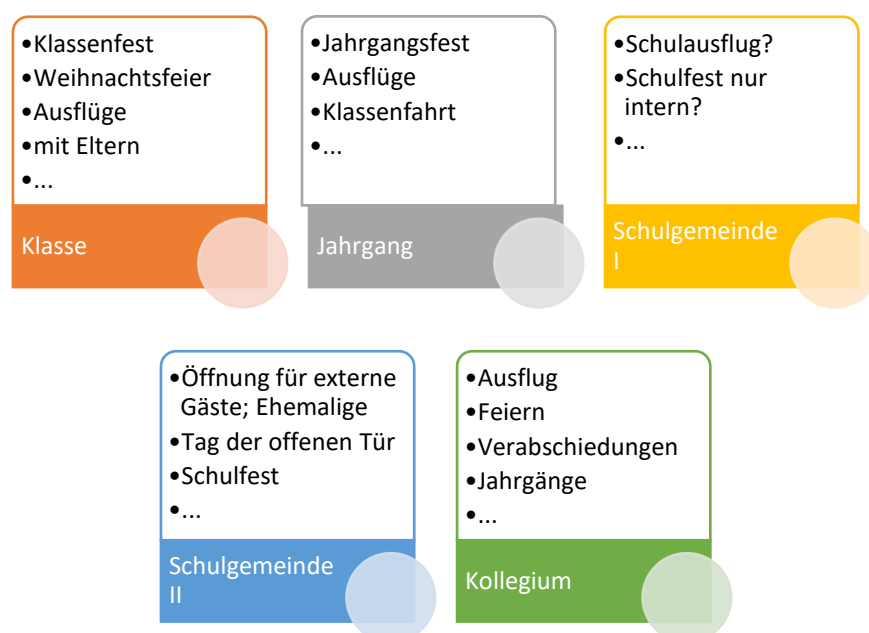 •Klassenfest
•Weihnachtsfeier
•Ausflüge
•mit Eltern
•...
Klasse
•Jahrgangsfest
•Ausflüge
•Klassenfahrt
•...
Jahrgang
•Schulausflug?
•Schulfest nur
intern?
•...
Schulgemeinde
I
•Öffnung für externe
Gäste; Ehemalige
•Tag der offenen Tür
•Schulfest
•...
Schulgemeinde
II
•Ausflug
•Feiern
•Verabschiedungen
•Jahrgänge
•...
Kollegium